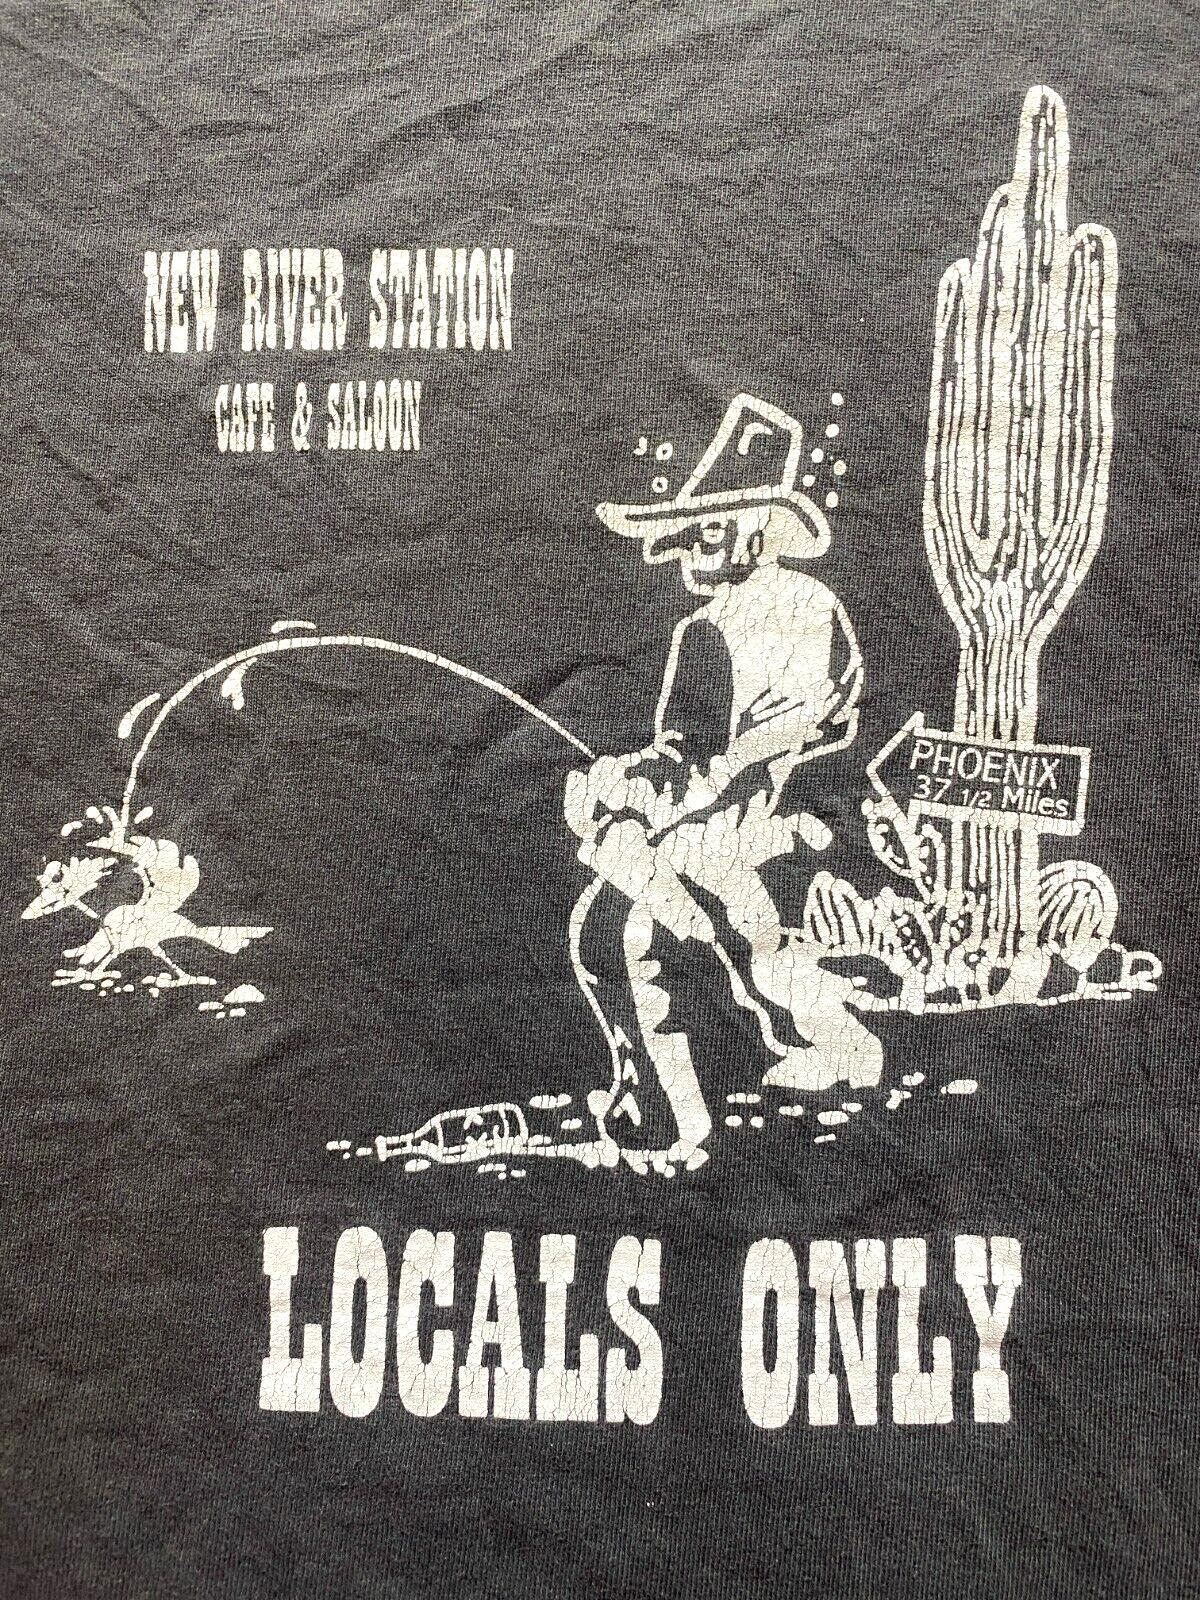 NEW RIVER STATION
CAFE & SALOON
PHOENIX
37 1/2 Miles
LOCALS ONLY